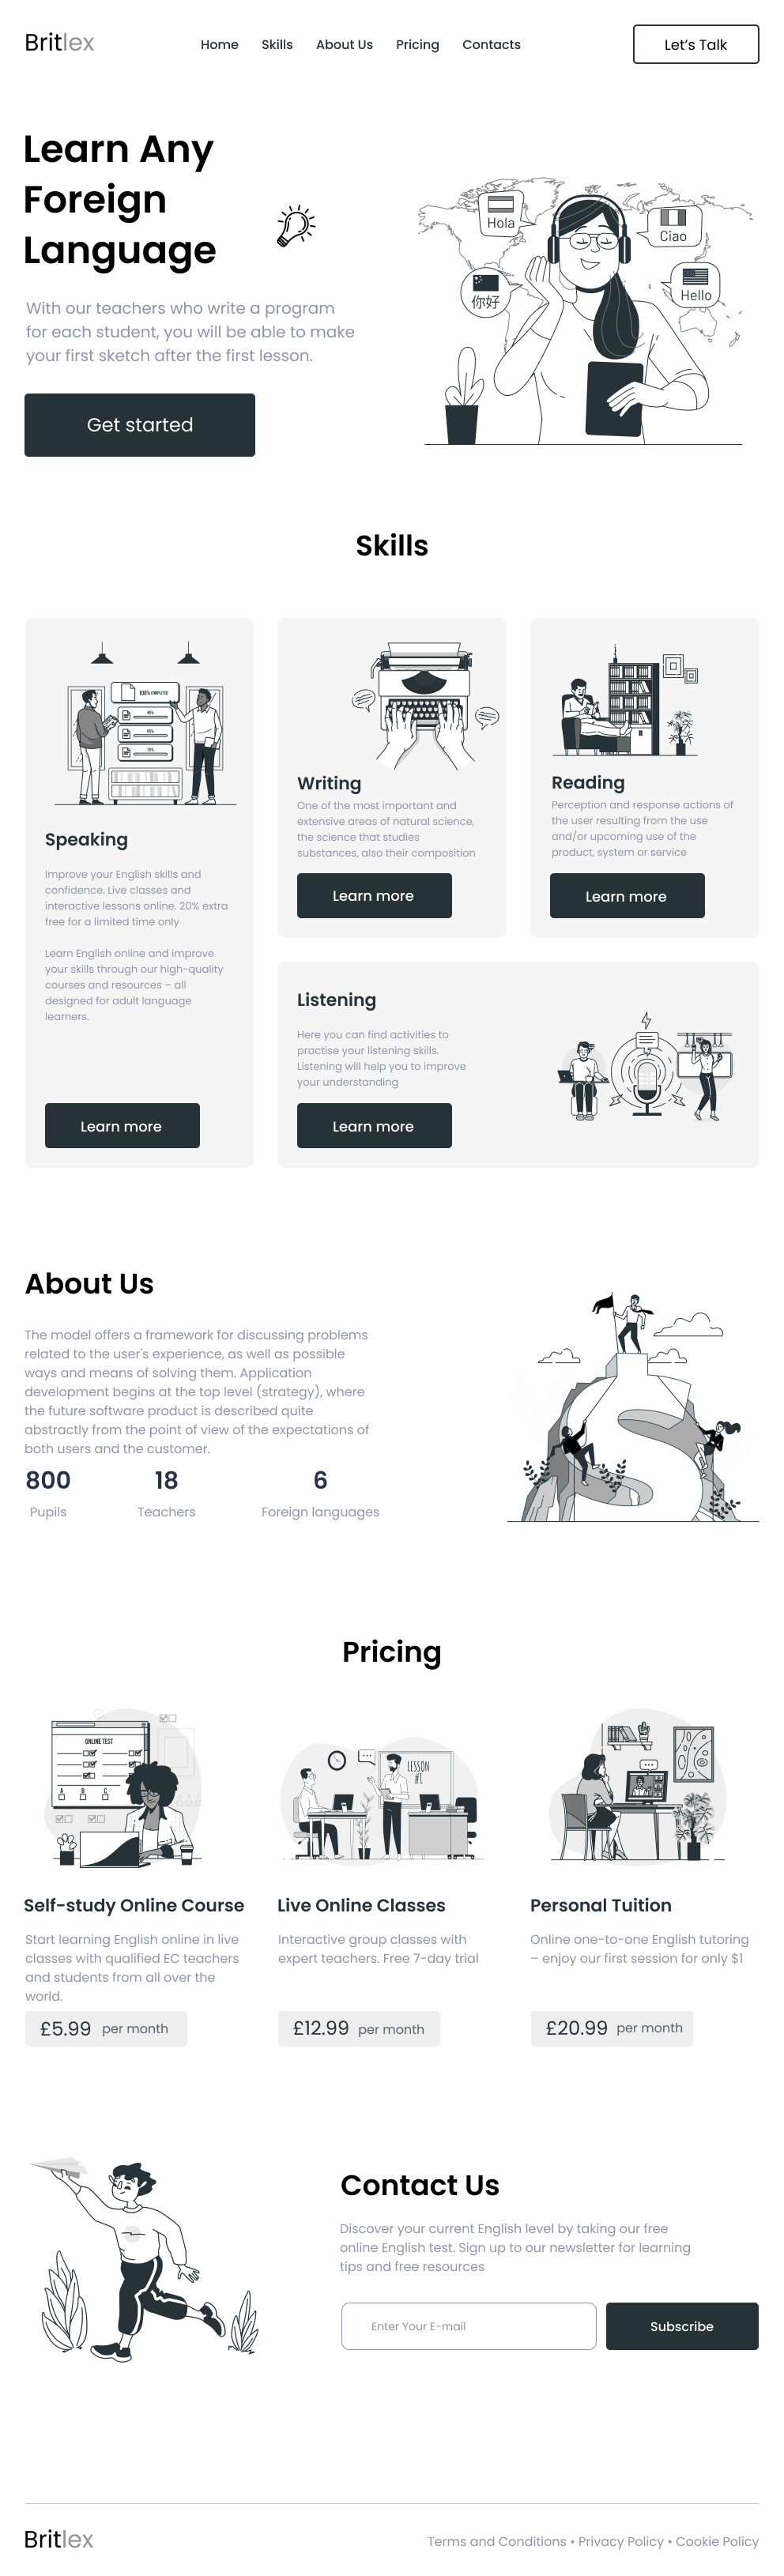 Britlex
Home Skills About Us Pricing Contacts
Let's Talk
Learn Any
Foreign
Language
With our teachers who write a program
for each student, you will be able to make
your first sketch after the first lesson.
Get started
Hola
Ciao
你好
Hello
Skills
100% COMPLETED
Speaking
Improve your English skills and
confidence. Live classes and
interactive lessons online. 20% extra
free for a limited time only
Learn English online and improve
your skills through our high-quality
courses and resources – all
designed for adult language
learners.
Learn more
Writing
One of the most important and
extensive areas of natural science,
the science that studies
substances, also their composition
Learn more
Reading
Perception and response actions of
the user resulting from the use
and/or upcoming use of the
product, system or service
Learn more
Listening
Here you can find activities to
practise your listening skills.
Listening will help you to improve
your understanding
Learn more
About Us
The model offers a framework for discussing problems
related to the user's experience, as well as possible
ways and means of solving them. Application
development begins at the top level (strategy), where
the future software product is described quite
abstractly from the point of view of the expectations of
both users and the customer.
800 18 6
Pupils Teachers Foreign languages
Pricing
ONLINE TEST
A B C
Self-study Online Course
Start learning English online in live
classes with qualified EC teachers
and students from all over the
world.
£5.99 per month
LESSON
#1
Live Online Classes
Interactive group classes with
expert teachers. Free 7-day trial
£12.99 per month
Personal Tuition
Online one-to-one English tutoring
– enjoy our first session for only $1
£20.99 per month
Contact Us
Discover your current English level by taking our free
online English test. Sign up to our newsletter for learning
tips and free resources
Enter Your E-mail
Subscribe
Britlex
Terms and Conditions • Privacy Policy • Cookie Policy